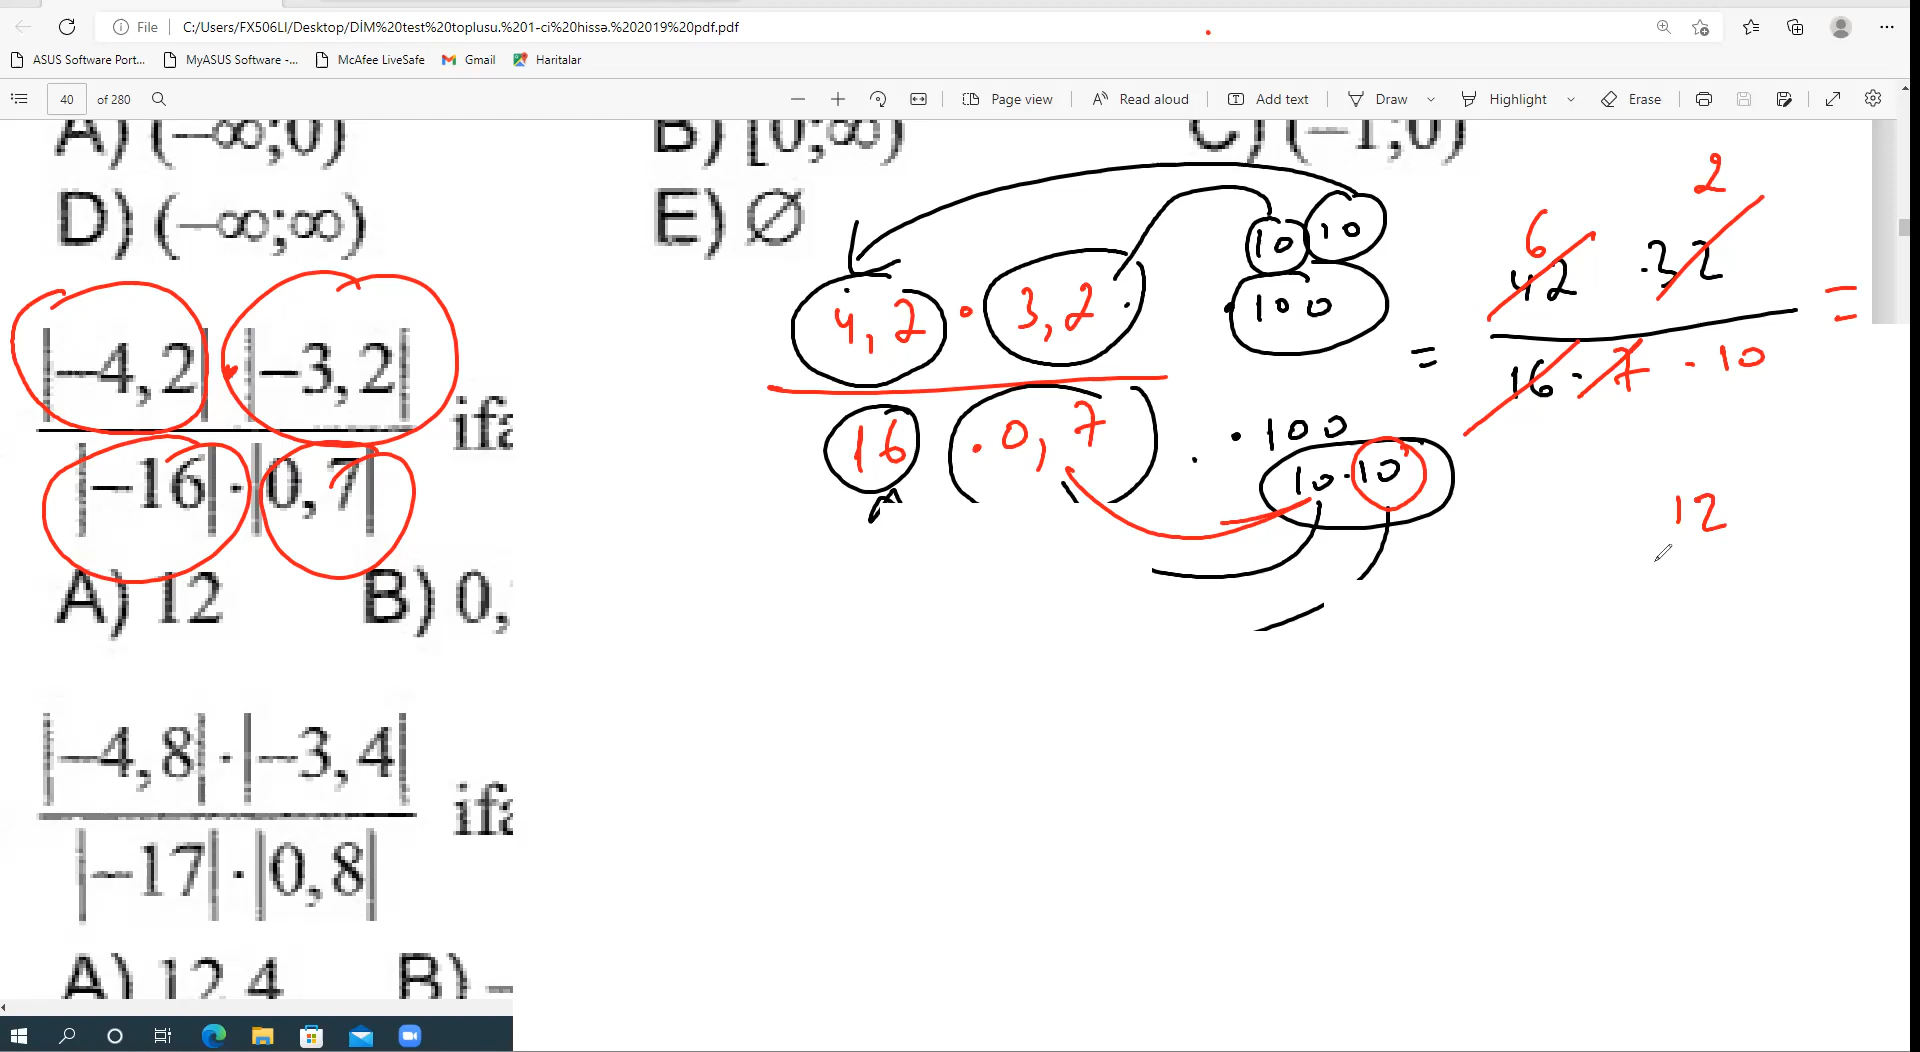 File C:/Users/FX506LI/Desktop/DİM%20test%20toplusu.%201-ci%20hissə.%202019%20pdf.pdf
ASUS Software Port... MyASUS Software -... McAfee LiveSafe Gmail Haritalar
40 of 280 Page view Read aloud Add text Draw Highlight Erase
A) (−∞;0) B) [0;∞) C) (−1;0)
D) (−∞;∞) E) Ø
|−4,2| · |−3,2|
|−16| · |0,7|
ifa
A) 12 B) 0,
|−4,8| · |−3,4|
|−17| · |0,8|
ifa
A) 12,4 B) −
10 10
4,2 · 3,2 · 100
16 · 0,7 · 100
10·10
=
6 2
42 · 32
16 · 7 · 10
=
12